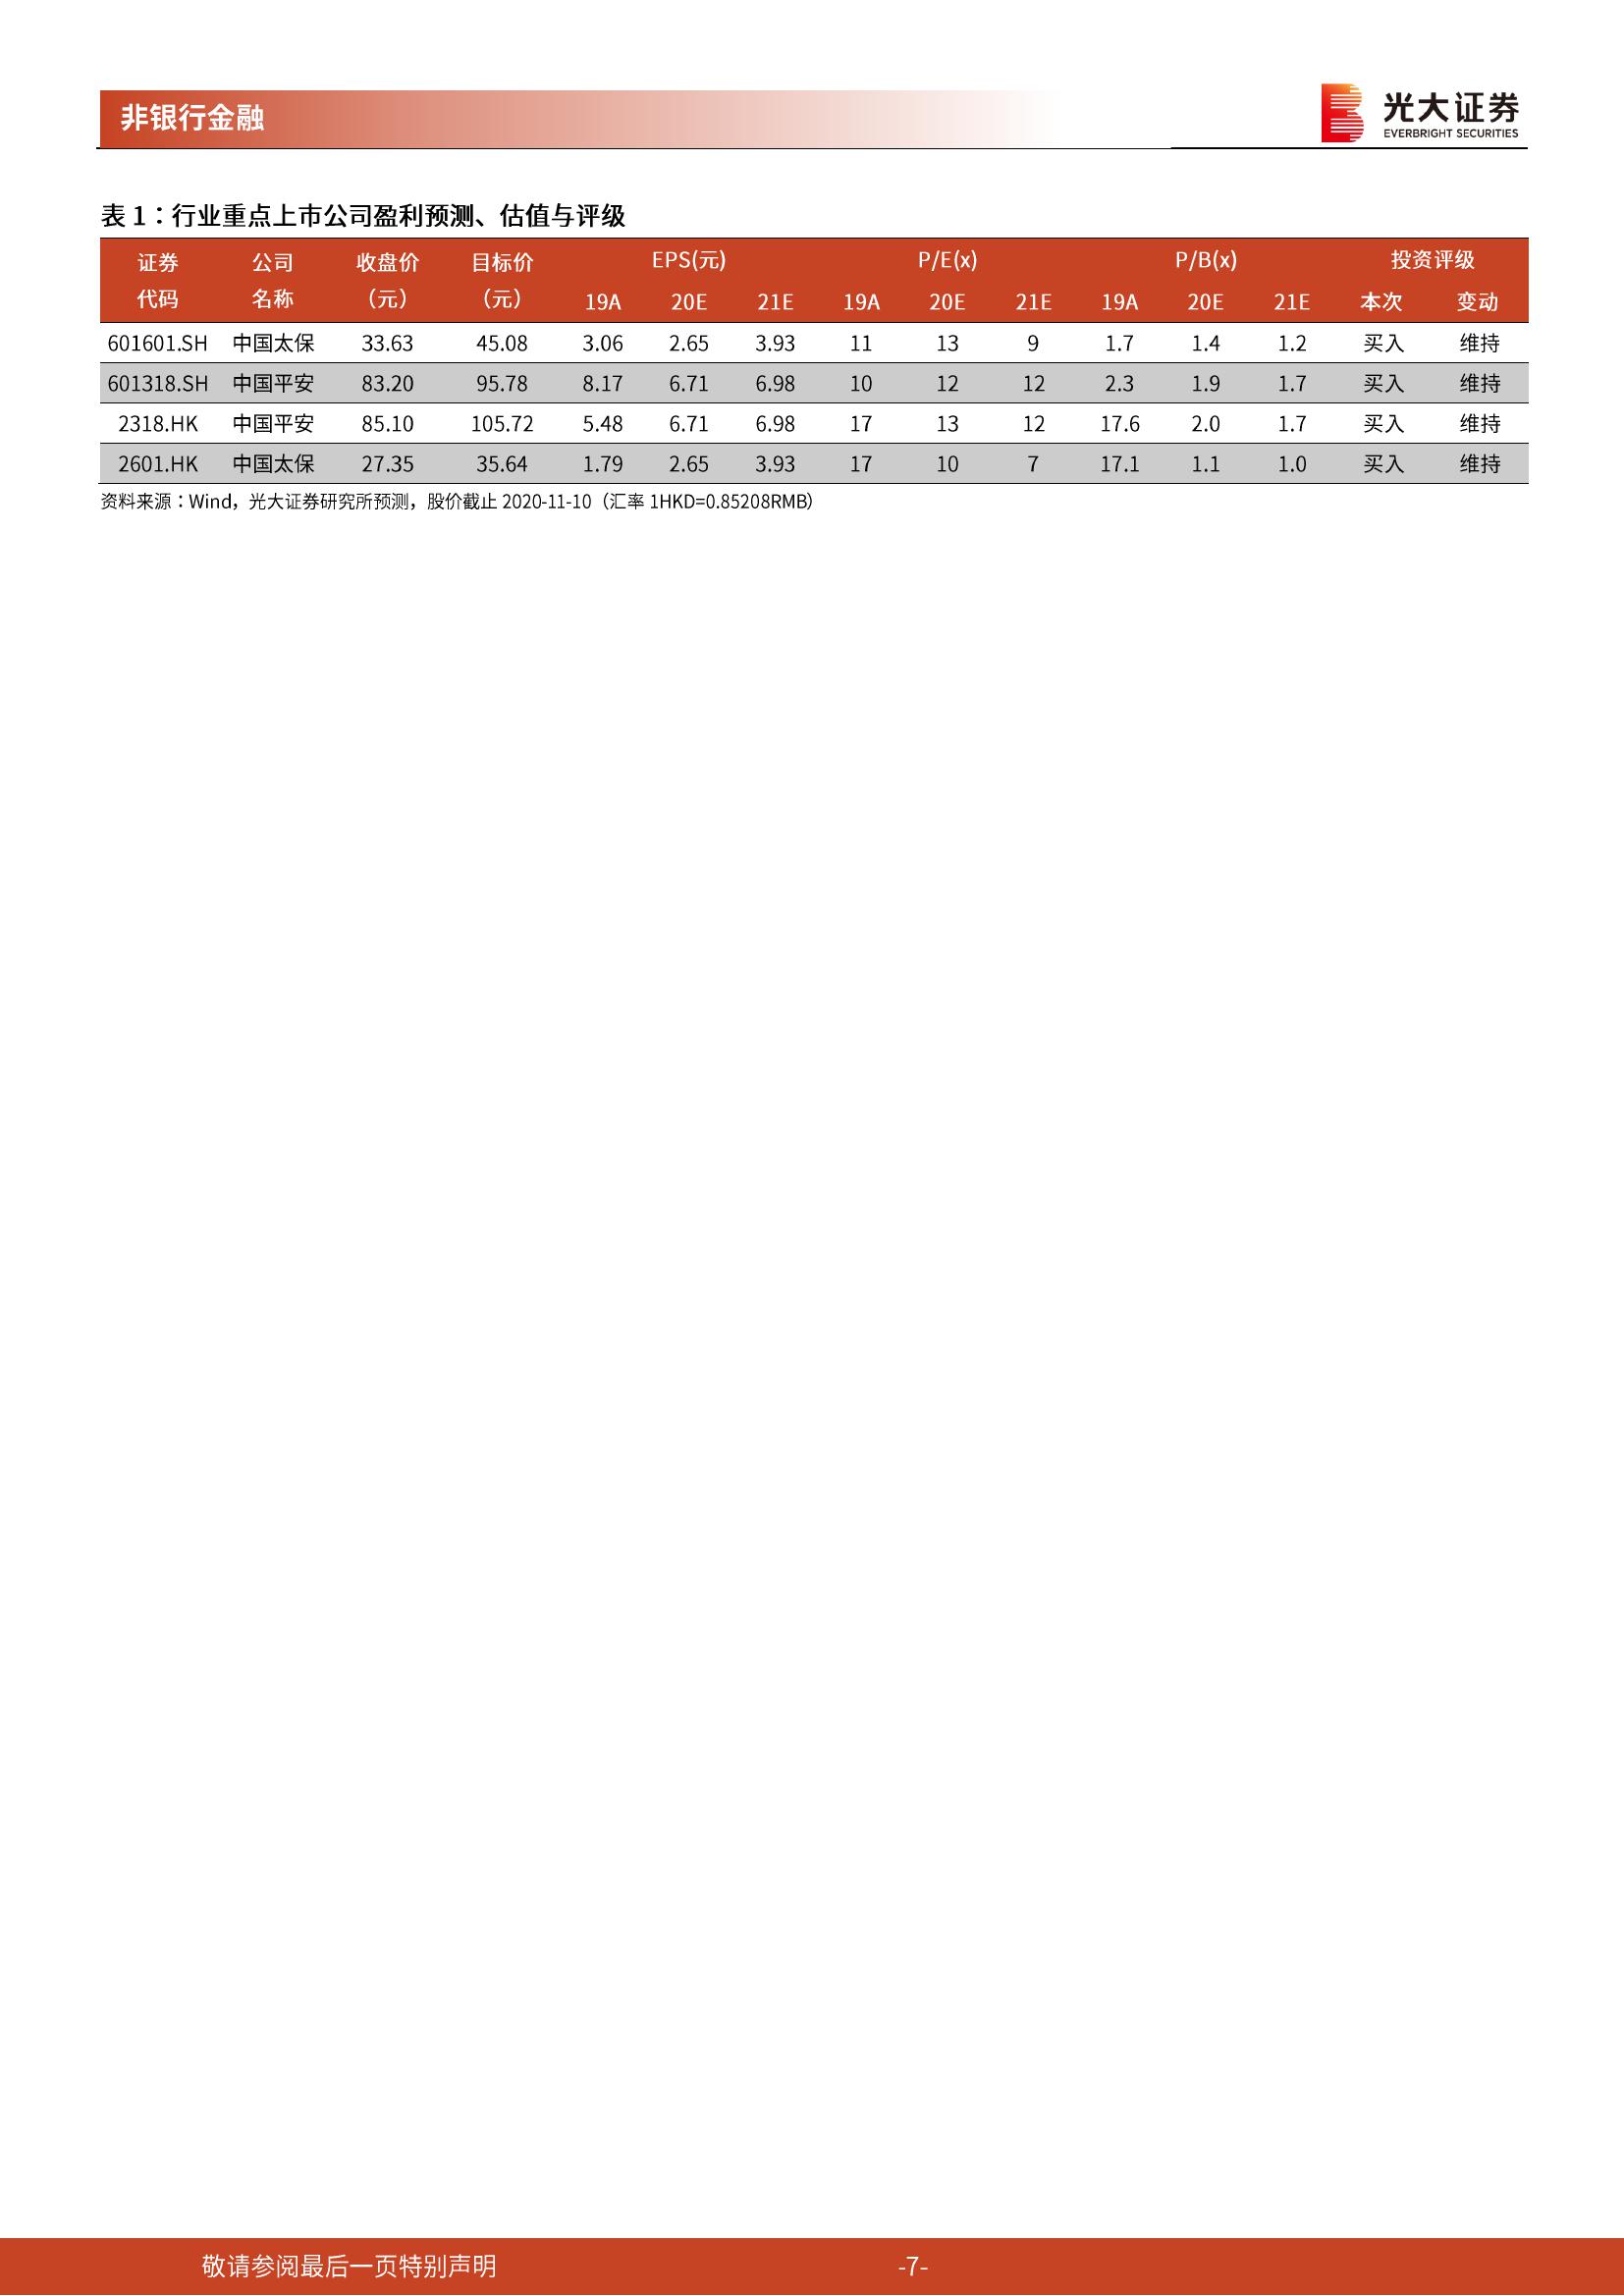 非银行金融
光大证券
EVERBRIGHT SECURITIES
表 1：行业重点上市公司盈利预测、估值与评级
证券 公司 收盘价 目标价 EPS(元) P/E(x) P/B(x) 投资评级
代码 名称 （元） （元） 19A 20E 21E 19A 20E 21E 19A 20E 21E 本次 变动
601601.SH 中国太保 33.63 45.08 3.06 2.65 3.93 11 13 9 1.7 1.4 1.2 买入 维持
601318.SH 中国平安 83.20 95.78 8.17 6.71 6.98 10 12 12 2.3 1.9 1.7 买入 维持
2318.HK 中国平安 85.10 105.72 5.48 6.71 6.98 17 13 12 17.6 2.0 1.7 买入 维持
2601.HK 中国太保 27.35 35.64 1.79 2.65 3.93 17 10 7 17.1 1.1 1.0 买入 维持
资料来源：Wind，光大证券研究所预测，股价截止 2020-11-10（汇率 1HKD=0.85208RMB）
敬请参阅最后一页特别声明 -7-